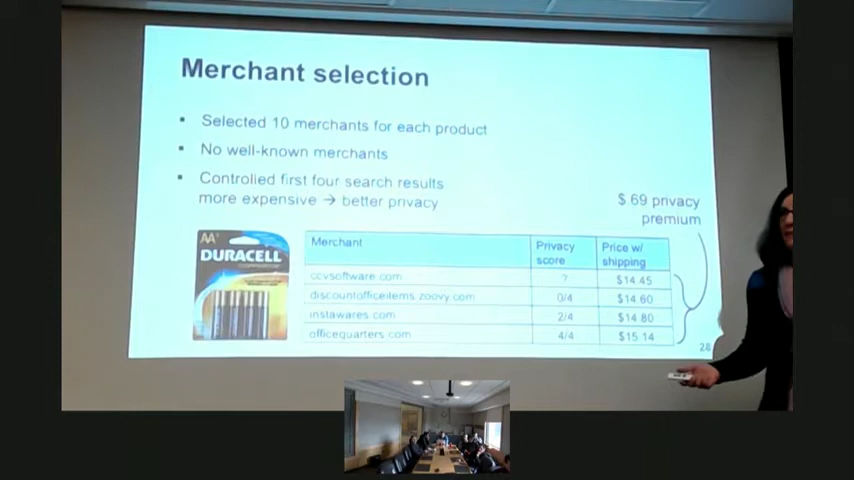 Merchant selection
▪ Selected 10 merchants for each product
▪ No well-known merchants
▪ Controlled first four search results
more expensive → better privacy
$ 69 privacy
premium
AA
DURACELL
Merchant Privacy score Price w/ shipping
ccvsoftware.com ? $14.45
discountofficeitems.zoovy.com 0/4 $14.60
instawares.com 2/4 $14.80
officequarters.com 4/4 $15.14
28